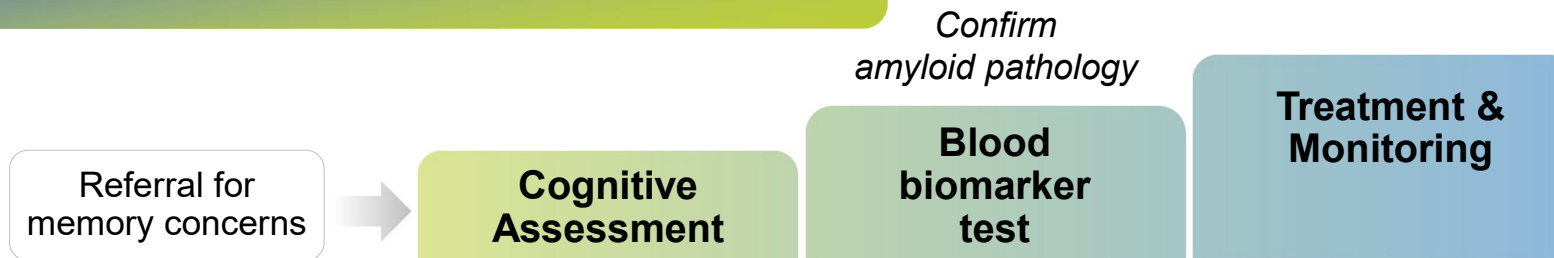 Confirm
amyloid pathology
Referral for
memory concerns
Cognitive
Assessment
Blood
biomarker
test
Treatment &
Monitoring